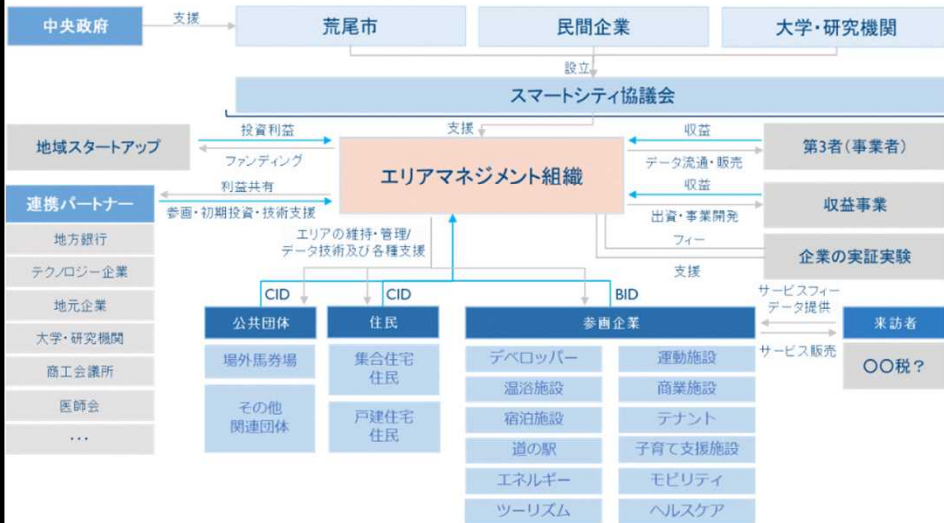 中央政府
支援
荒尾市
民間企業
大学・研究機関
設立
スマートシティ協議会
地域スタートアップ
投資利益
ファンディング
支援
エリアマネジメント組織
収益
データ流通・販売
第3者（事業者）
連携パートナー
利益共有
参画・初期投資・技術支援
収益
出資・事業開発
収益事業
地方銀行
テクノロジー企業
地元企業
大学・研究機関
商工会議所
医師会
・・・
エリアの維持・管理/
データ技術及び各種支援
フィー
支援
企業の実証実験
CID
CID
BID
公共団体
住民
参画企業
サービスフィー
データ提供
サービス販売
来訪者
〇〇税？
場外馬券場
その他
関連団体
集合住宅
住民
戸建住宅
住民
デベロッパー
運動施設
温浴施設
商業施設
宿泊施設
テナント
道の駅
子育て支援施設
エネルギー
モビリティ
ツーリズム
ヘルスケア